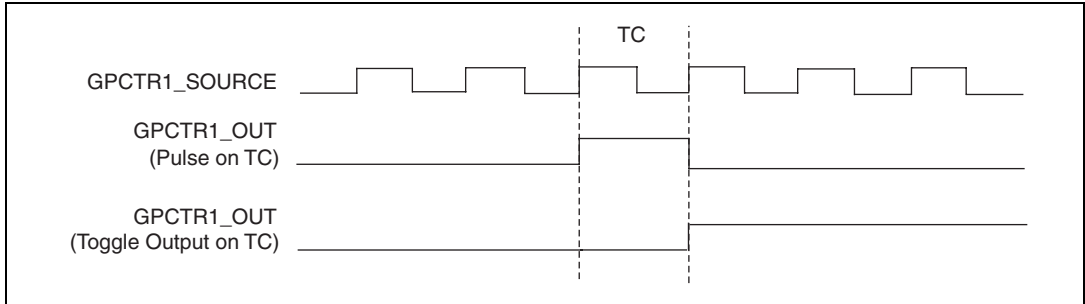 TC
GPCTR1_SOURCE
GPCTR1_OUT
(Pulse on TC)
GPCTR1_OUT
(Toggle Output on TC)